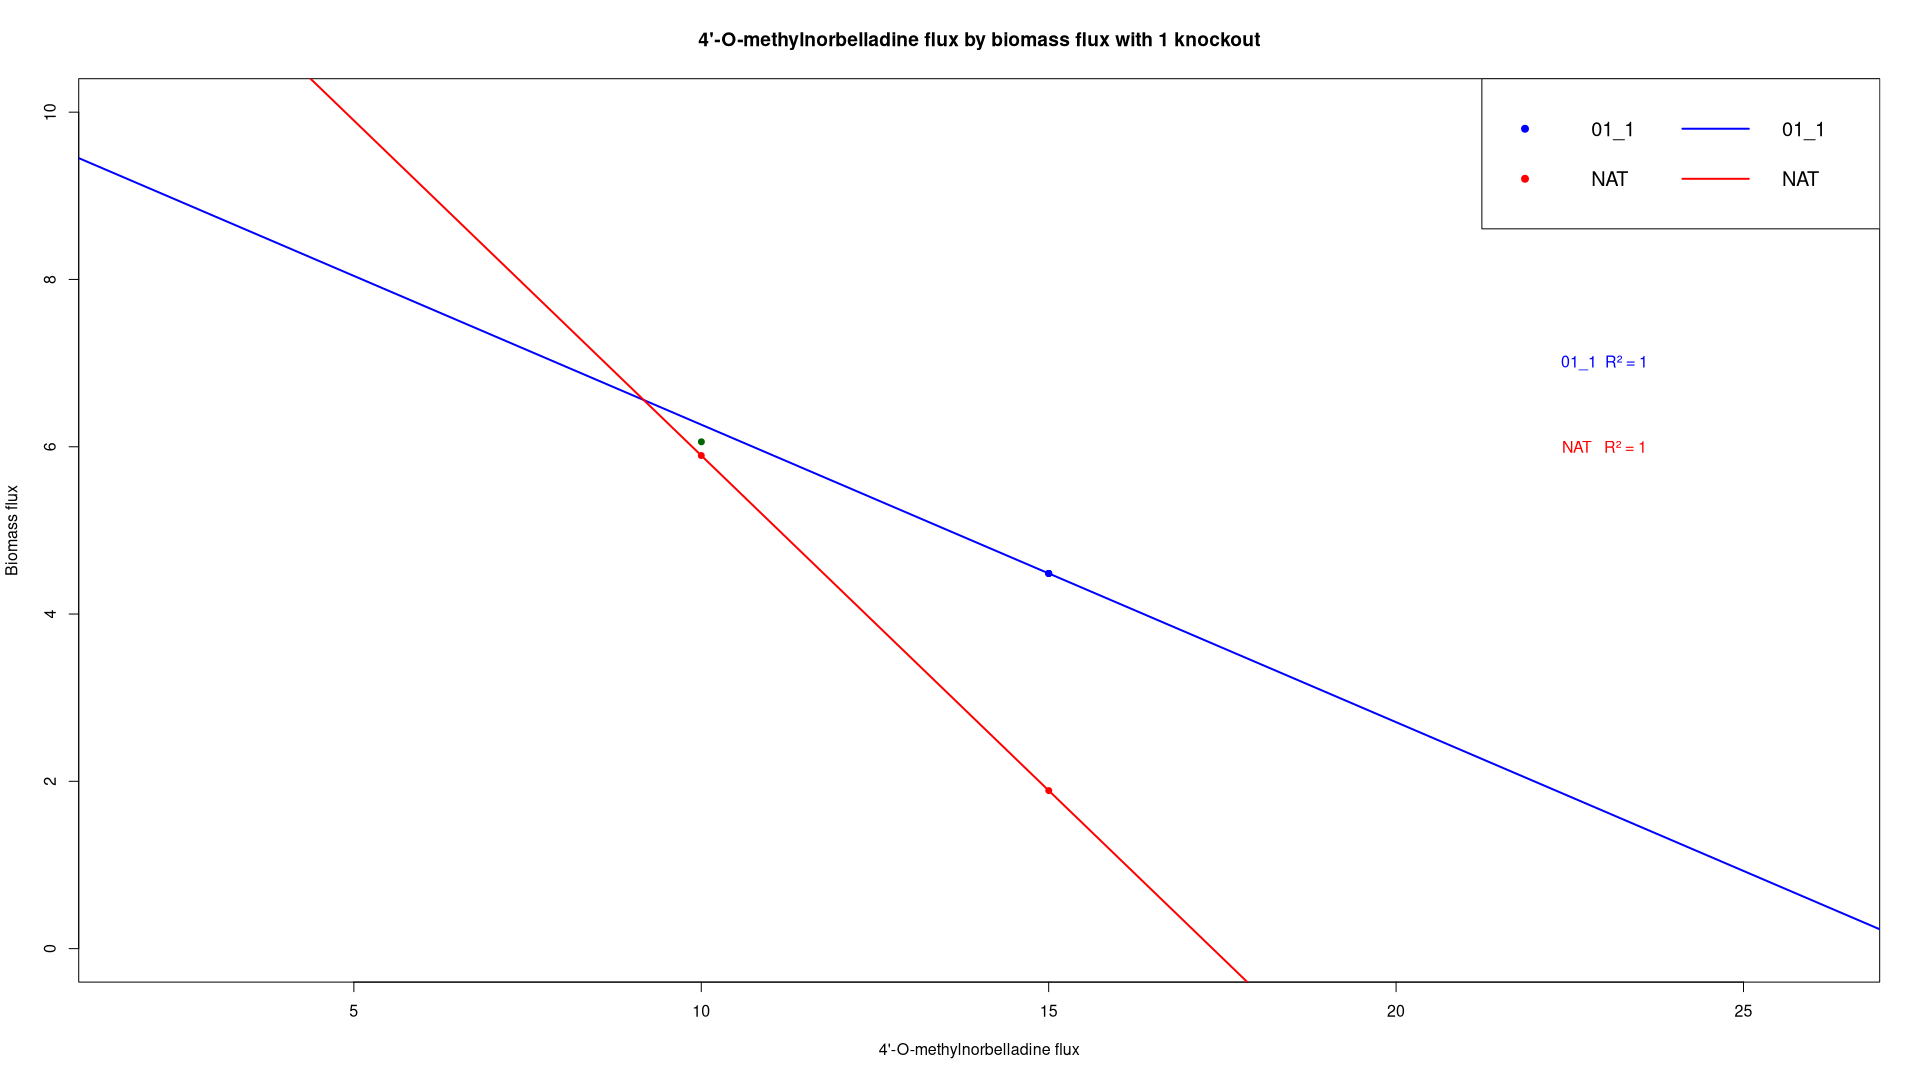 4'-O-methylnorbelladine flux by biomass flux with 1 knockout
10
8
6
4
2
0
Biomass flux
01_1 01_1
NAT NAT
01_1 R² = 1
NAT R² = 1
5 10 15 20 25
4'-O-methylnorbelladine flux